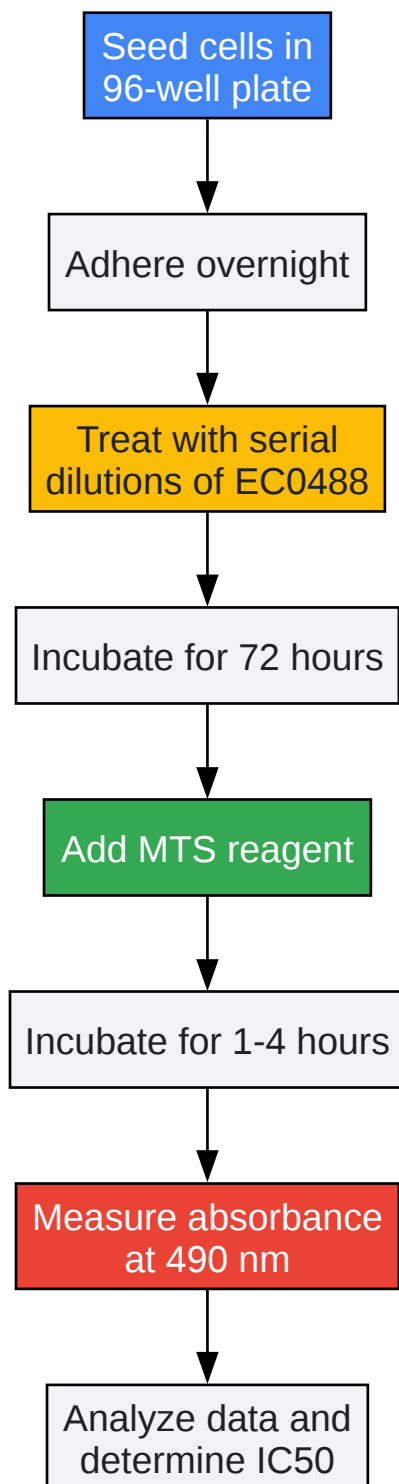 Seed cells in
96-well plate
Adhere overnight
Treat with serial
dilutions of EC0488
Incubate for 72 hours
Add MTS reagent
Incubate for 1-4 hours
Measure absorbance
at 490 nm
Analyze data and
determine IC50